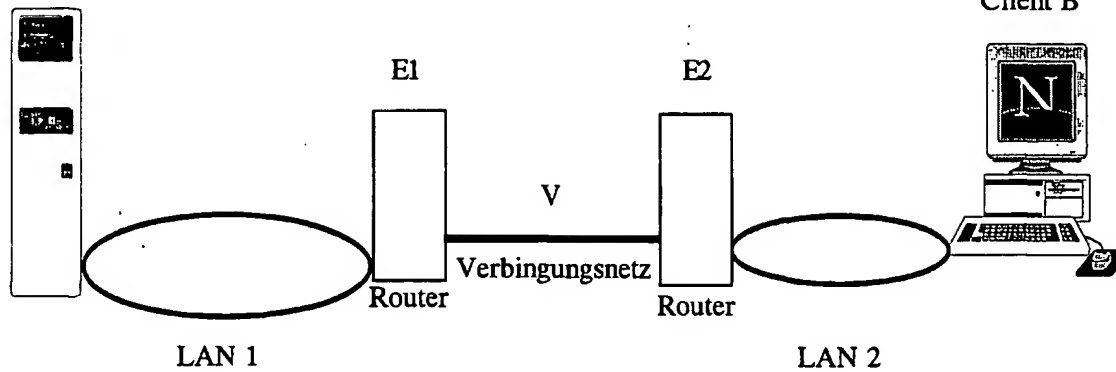 Client B
E1
E2
N
V
Verbingungsnetz
Router
Router
LAN 1
LAN 2